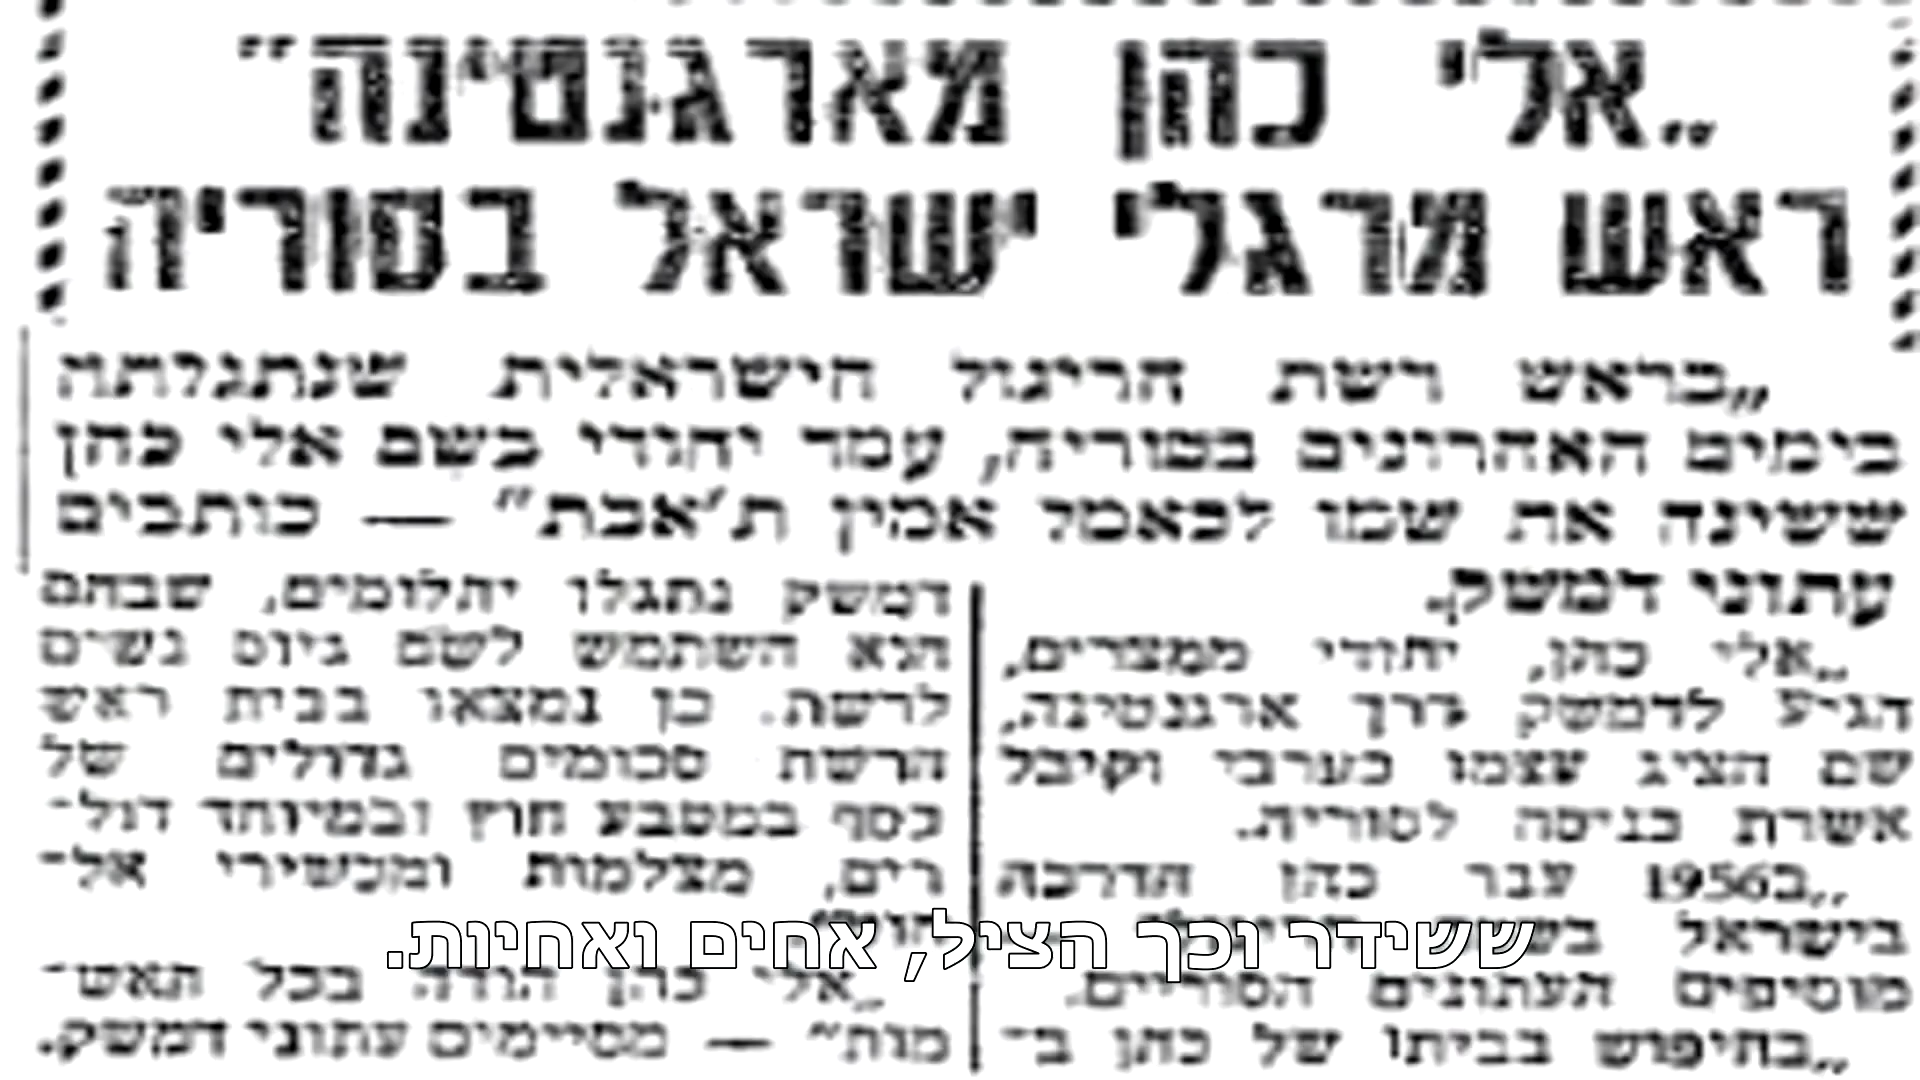 „אלי כהן מארגנטינה"
ראש מרגלי ישראל בסוריה
„בראש רשת הריגול הישראלית שנתגלתה
בימים האחרונים בסוריה, עמד יהודי בשם אלי כהן
ששינה את שמו לכאמל אמין ת'אבת" — כותבים
עתוני דמשק.
„אלי כהן, יהודי ממצרים,
הגיע לדמשק דרך ארגנטינה,
שם הציג עצמו כערבי וקיבל
אשרת כניסה לסוריה.
„ב1956 עבר כהן הדרכה
בישראל
מוסיפים העתונים הסוריים.
„בחיפוש בביתו של כהן ב־
דמשק נתגלו יהלומים, שבהם
הוא השתמש לשם גיוס נשים
לרשת. כן נמצאו בבית ראש
הרשת סכומים גדולים של
כסף במטבע חוץ ובמיוחד דול־
רים, מצלמות ומכשירי אל־
„אלי כהן הודה בכל האש־
מות" — מסיימים עתוני דמשק.
ששידר וכך הציל, אחים ואחיות.